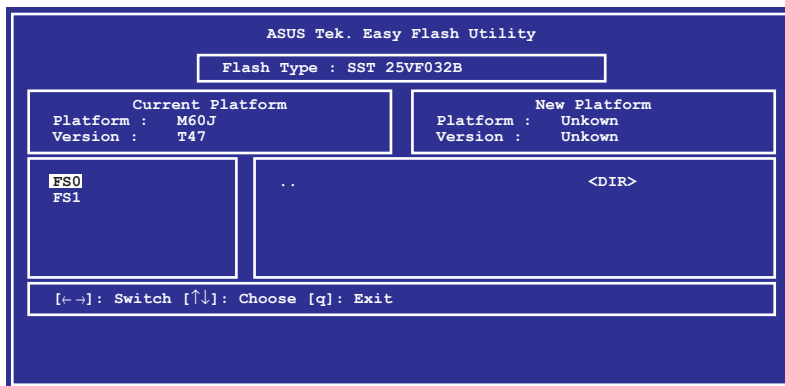 ASUS Tek. Easy Flash Utility
Flash Type : SST 25VF032B
Current Platform
Platform : M60J
Version : T47
New Platform
Platform : Unkown
Version : Unkown
FS0
FS1
.. <DIR>
[←→]: Switch [↑↓]: Choose [q]: Exit